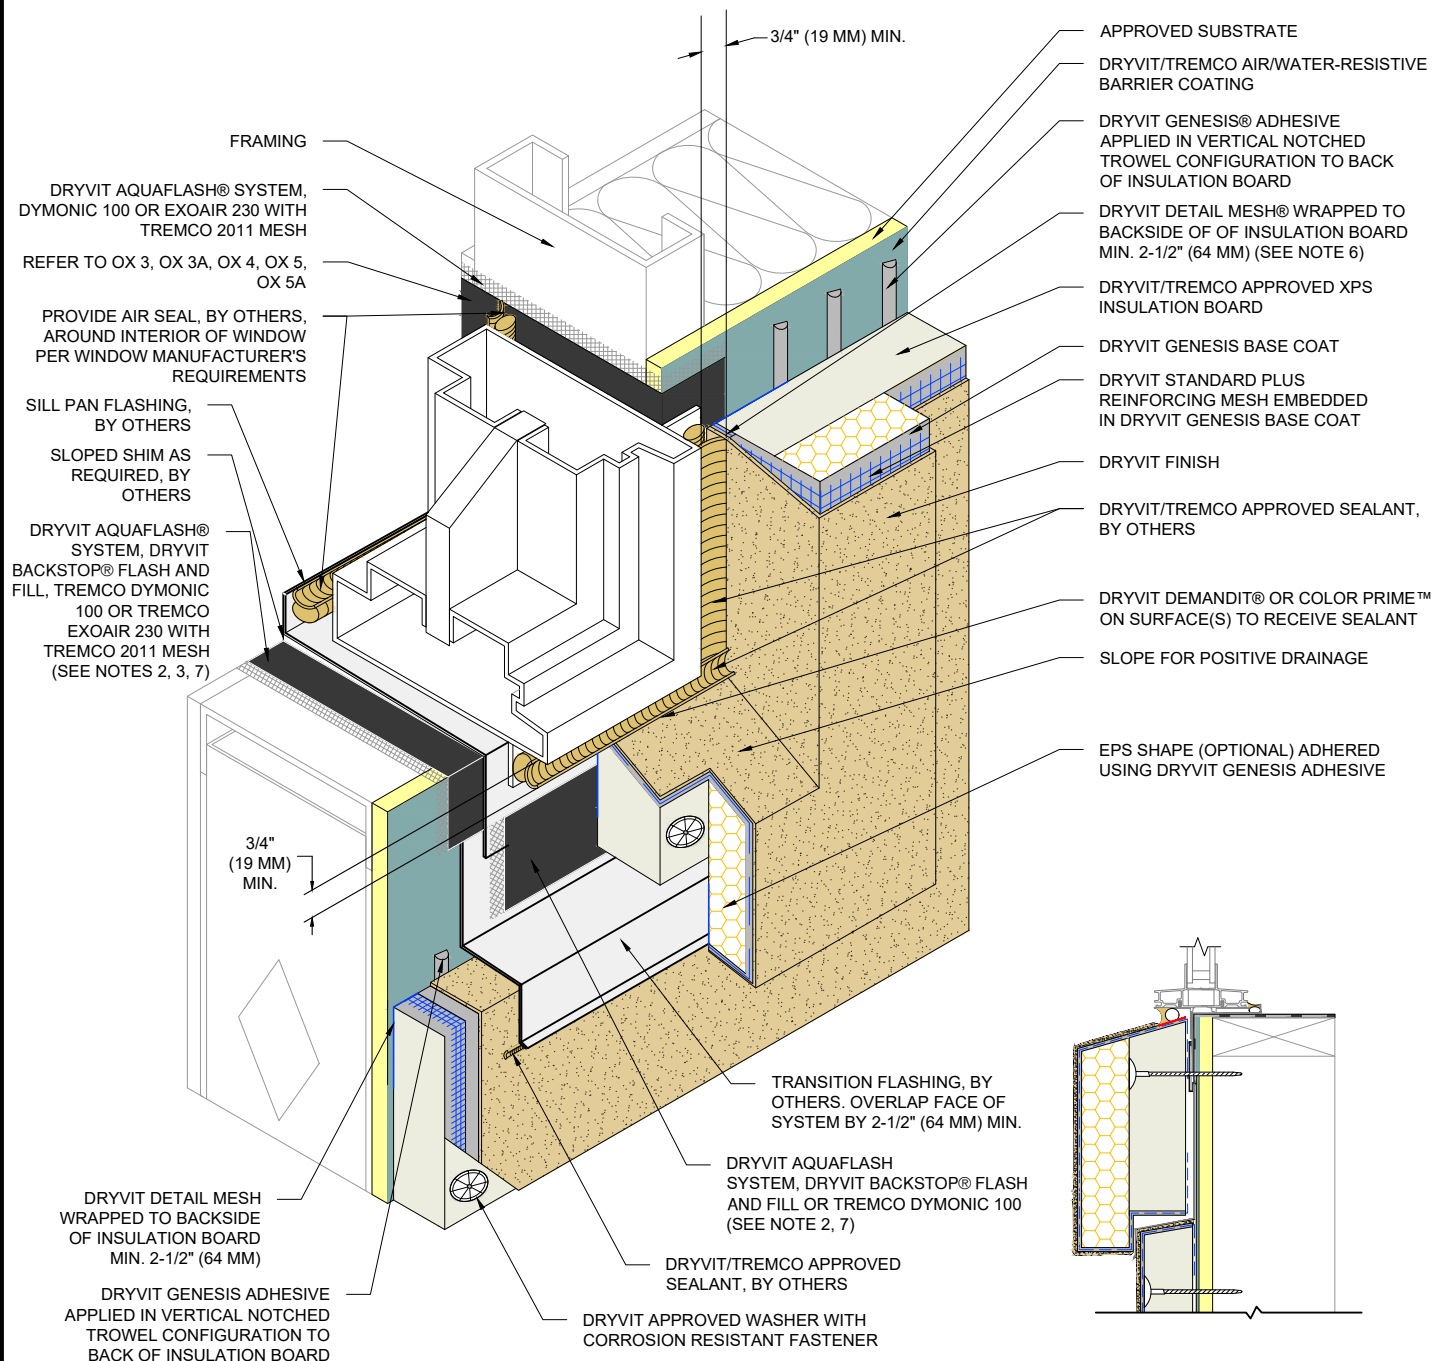 3/4" (19 MM) MIN.
FRAMING
DRYVIT AQUAFLASH® SYSTEM,
DYMONIC 100 OR EXOAIR 230 WITH
TREMCO 2011 MESH
REFER TO OX 3, OX 3A, OX 4, OX 5,
OX 5A
PROVIDE AIR SEAL, BY OTHERS,
AROUND INTERIOR OF WINDOW
PER WINDOW MANUFACTURER'S
REQUIREMENTS
SILL PAN FLASHING,
BY OTHERS
SLOPED SHIM AS
REQUIRED, BY
OTHERS
DRYVIT AQUAFLASH®
SYSTEM, DRYVIT
BACKSTOP® FLASH AND
FILL, TREMCO DYMONIC
100 OR TREMCO
EXOAIR 230 WITH
TREMCO 2011 MESH
(SEE NOTES 2, 3, 7)
3/4"
(19 MM)
MIN.
DRYVIT DETAIL MESH
WRAPPED TO BACKSIDE
OF INSULATION BOARD
MIN. 2-1/2" (64 MM)
DRYVIT GENESIS ADHESIVE
APPLIED IN VERTICAL NOTCHED
TROWEL CONFIGURATION TO
BACK OF INSULATION BOARD
APPROVED SUBSTRATE
DRYVIT/TREMCO AIR/WATER-RESISTIVE
BARRIER COATING
DRYVIT GENESIS® ADHESIVE
APPLIED IN VERTICAL NOTCHED
TROWEL CONFIGURATION TO BACK
OF INSULATION BOARD
DRYVIT DETAIL MESH® WRAPPED TO
BACKSIDE OF OF INSULATION BOARD
MIN. 2-1/2" (64 MM) (SEE NOTE 6)
DRYVIT/TREMCO APPROVED XPS
INSULATION BOARD
DRYVIT GENESIS BASE COAT
DRYVIT STANDARD PLUS
REINFORCING MESH EMBEDDED
IN DRYVIT GENESIS BASE COAT
DRYVIT FINISH
DRYVIT/TREMCO APPROVED SEALANT,
BY OTHERS
DRYVIT DEMANDIT® OR COLOR PRIME™
ON SURFACE(S) TO RECEIVE SEALANT
SLOPE FOR POSITIVE DRAINAGE
EPS SHAPE (OPTIONAL) ADHERED
USING DRYVIT GENESIS ADHESIVE
TRANSITION FLASHING, BY
OTHERS. OVERLAP FACE OF
SYSTEM BY 2-1/2" (64 MM) MIN.
DRYVIT AQUAFLASH
SYSTEM, DRYVIT BACKSTOP® FLASH
AND FILL OR TREMCO DYMONIC 100
(SEE NOTE 2, 7)
DRYVIT/TREMCO APPROVED
SEALANT, BY OTHERS
DRYVIT APPROVED WASHER WITH
CORROSION RESISTANT FASTENER